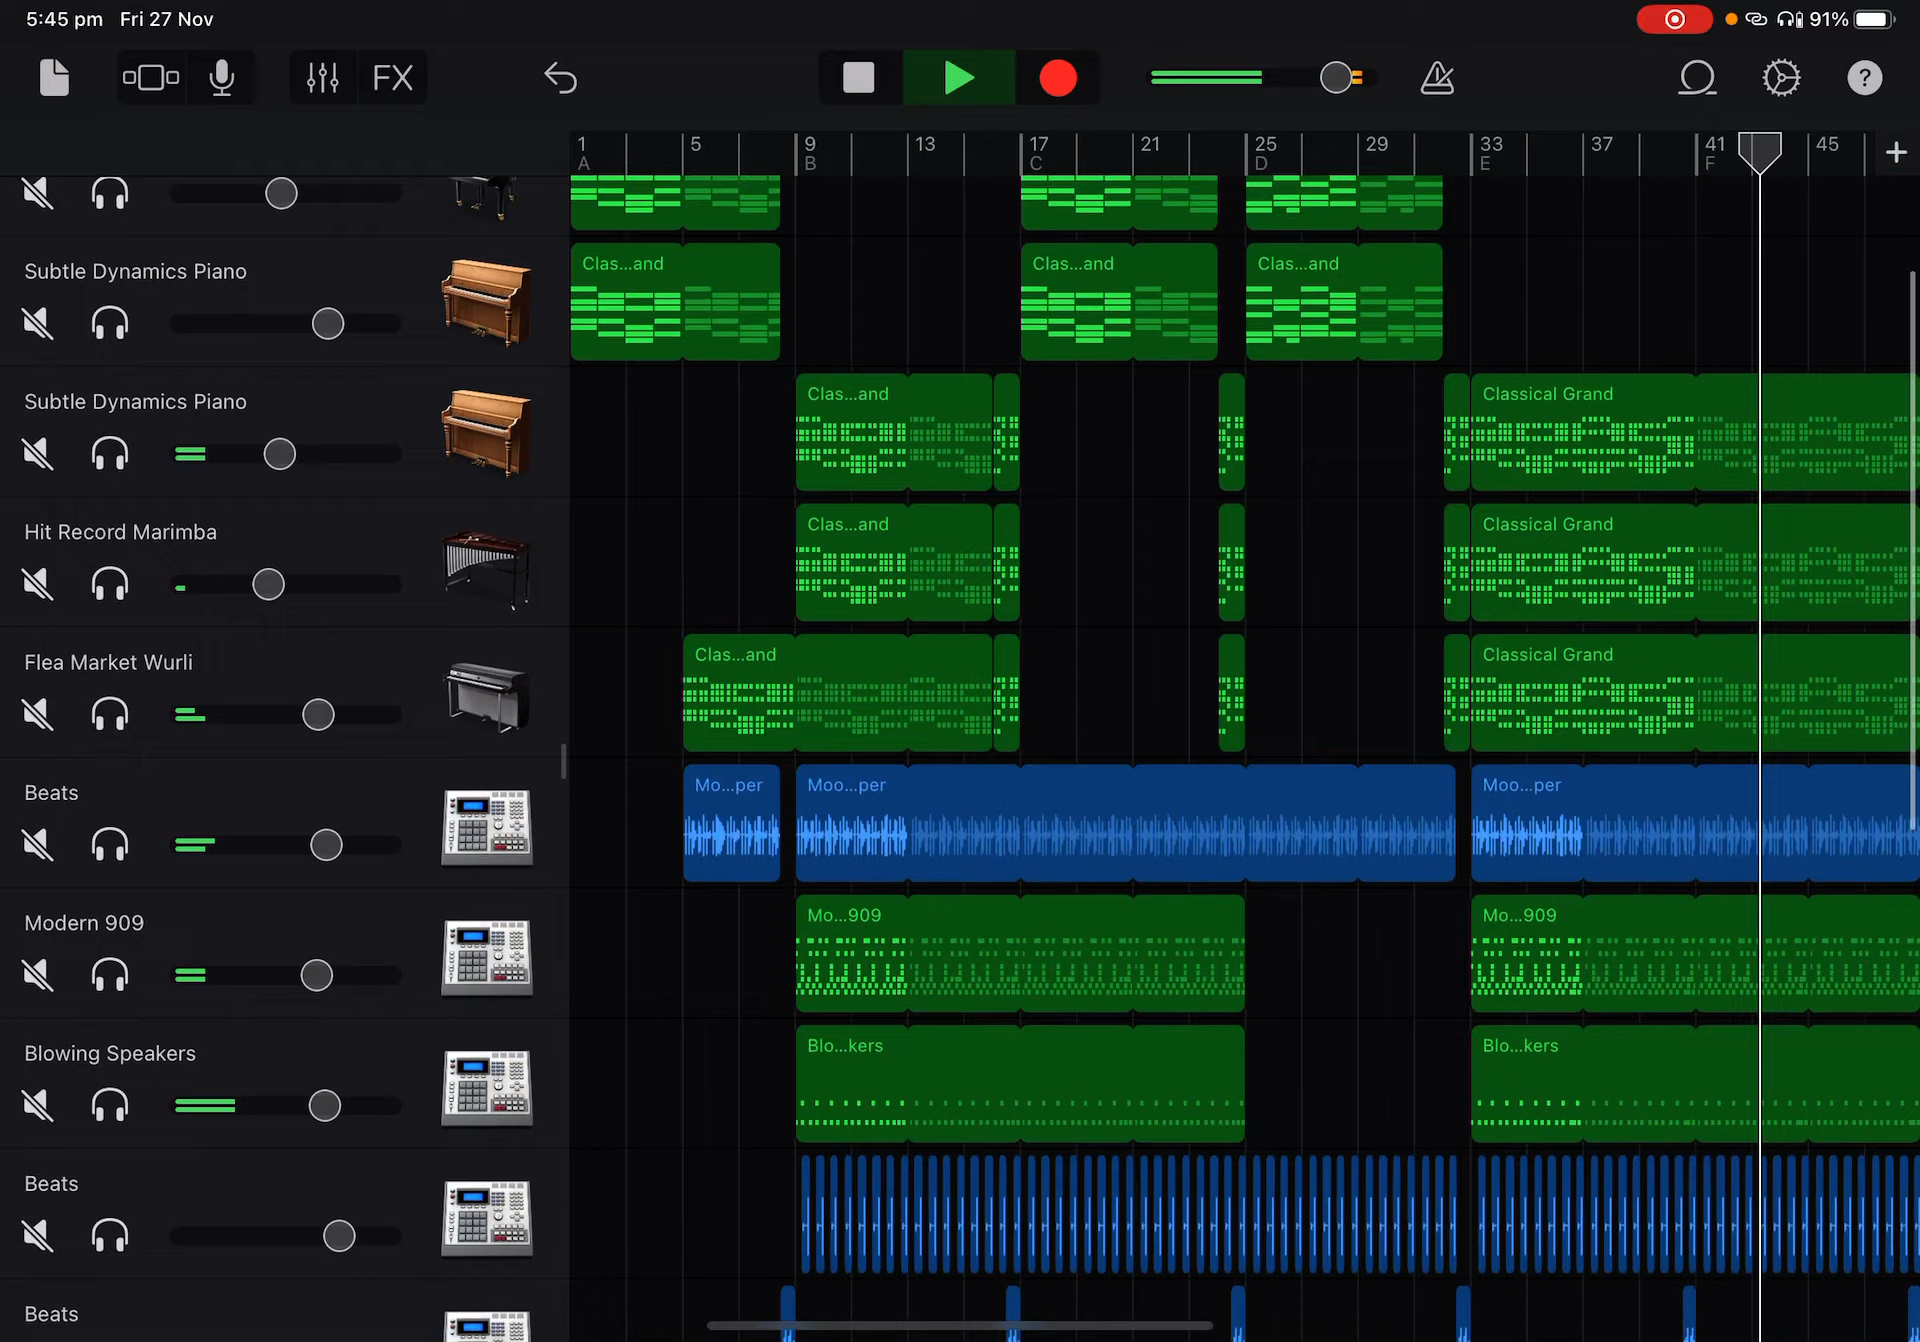 5:45 pm Fri 27 Nov
91%
FX
?
1 5 9 13 17 21 25 29 33 37 41 45 +
A B C D E F
Subtle Dynamics Piano
Clas...and Clas...and Clas...and
Subtle Dynamics Piano
Clas...and Classical Grand
Hit Record Marimba
Clas...and Classical Grand
Flea Market Wurli
Clas...and Classical Grand
Beats
Mo...per Moo...per Moo...per
Modern 909
Mo...909 Mo...909
Blowing Speakers
Blo...kers Blo...kers
Beats
Beats